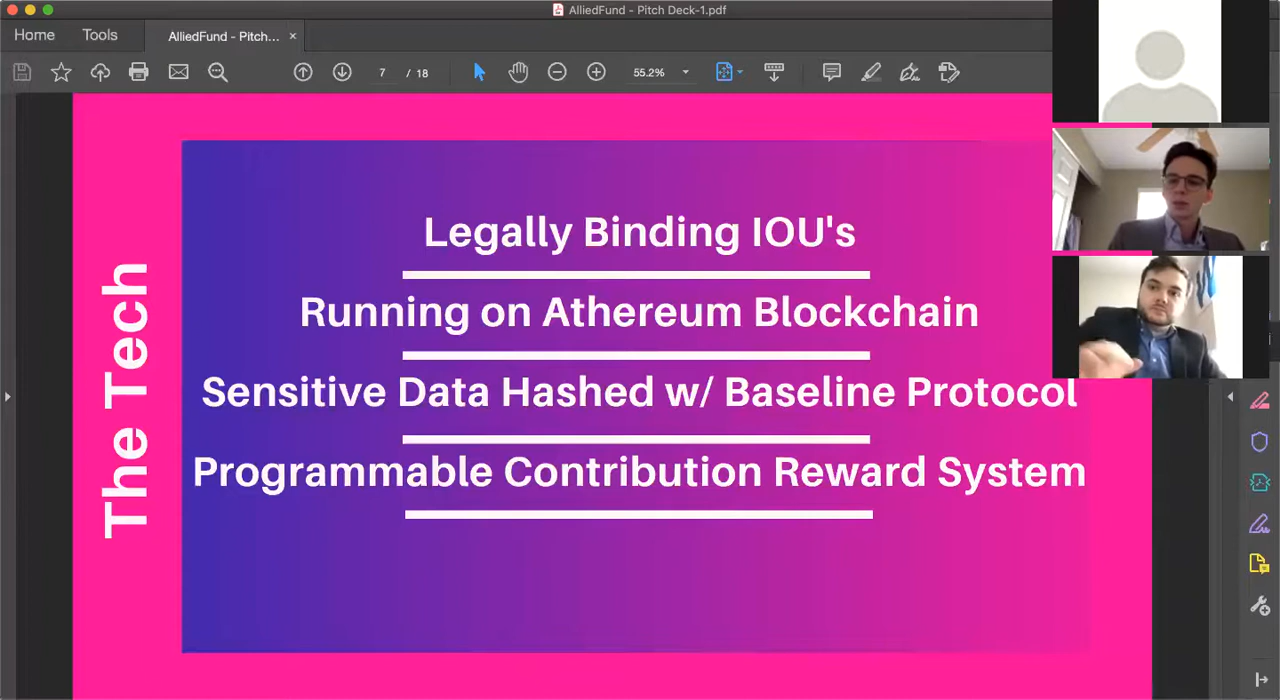 AlliedFund - Pitch Deck-1.pdf
Home Tools AlliedFund - Pitch... ×
7 / 18 55.2%
The Tech
Legally Binding IOU's
Running on Athereum Blockchain
Sensitive Data Hashed w/ Baseline Protocol
Programmable Contribution Reward System